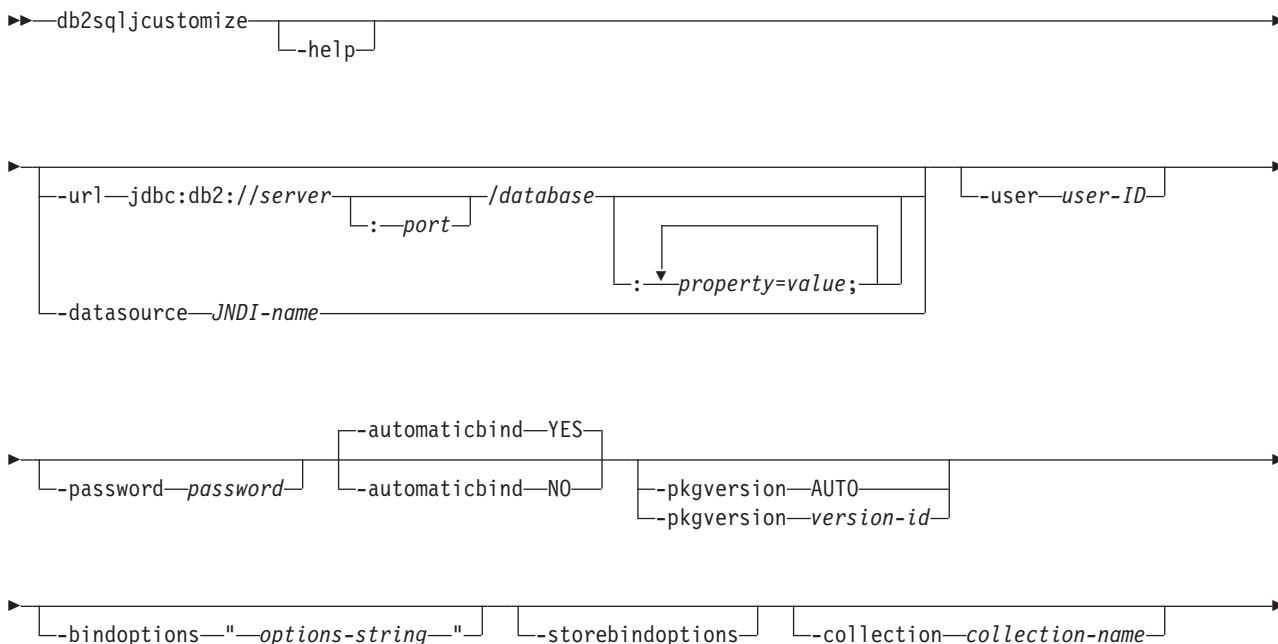 db2sqljcustomize
-help
-url jdbc:db2://server /database -user user-ID
: port
: property=value;
-datasource JNDI-name
-automaticbind YES
-password password -automaticbind NO -pkgversion AUTO
-pkgversion version-id
-bindoptions " options-string " -storebindoptions -collection collection-name